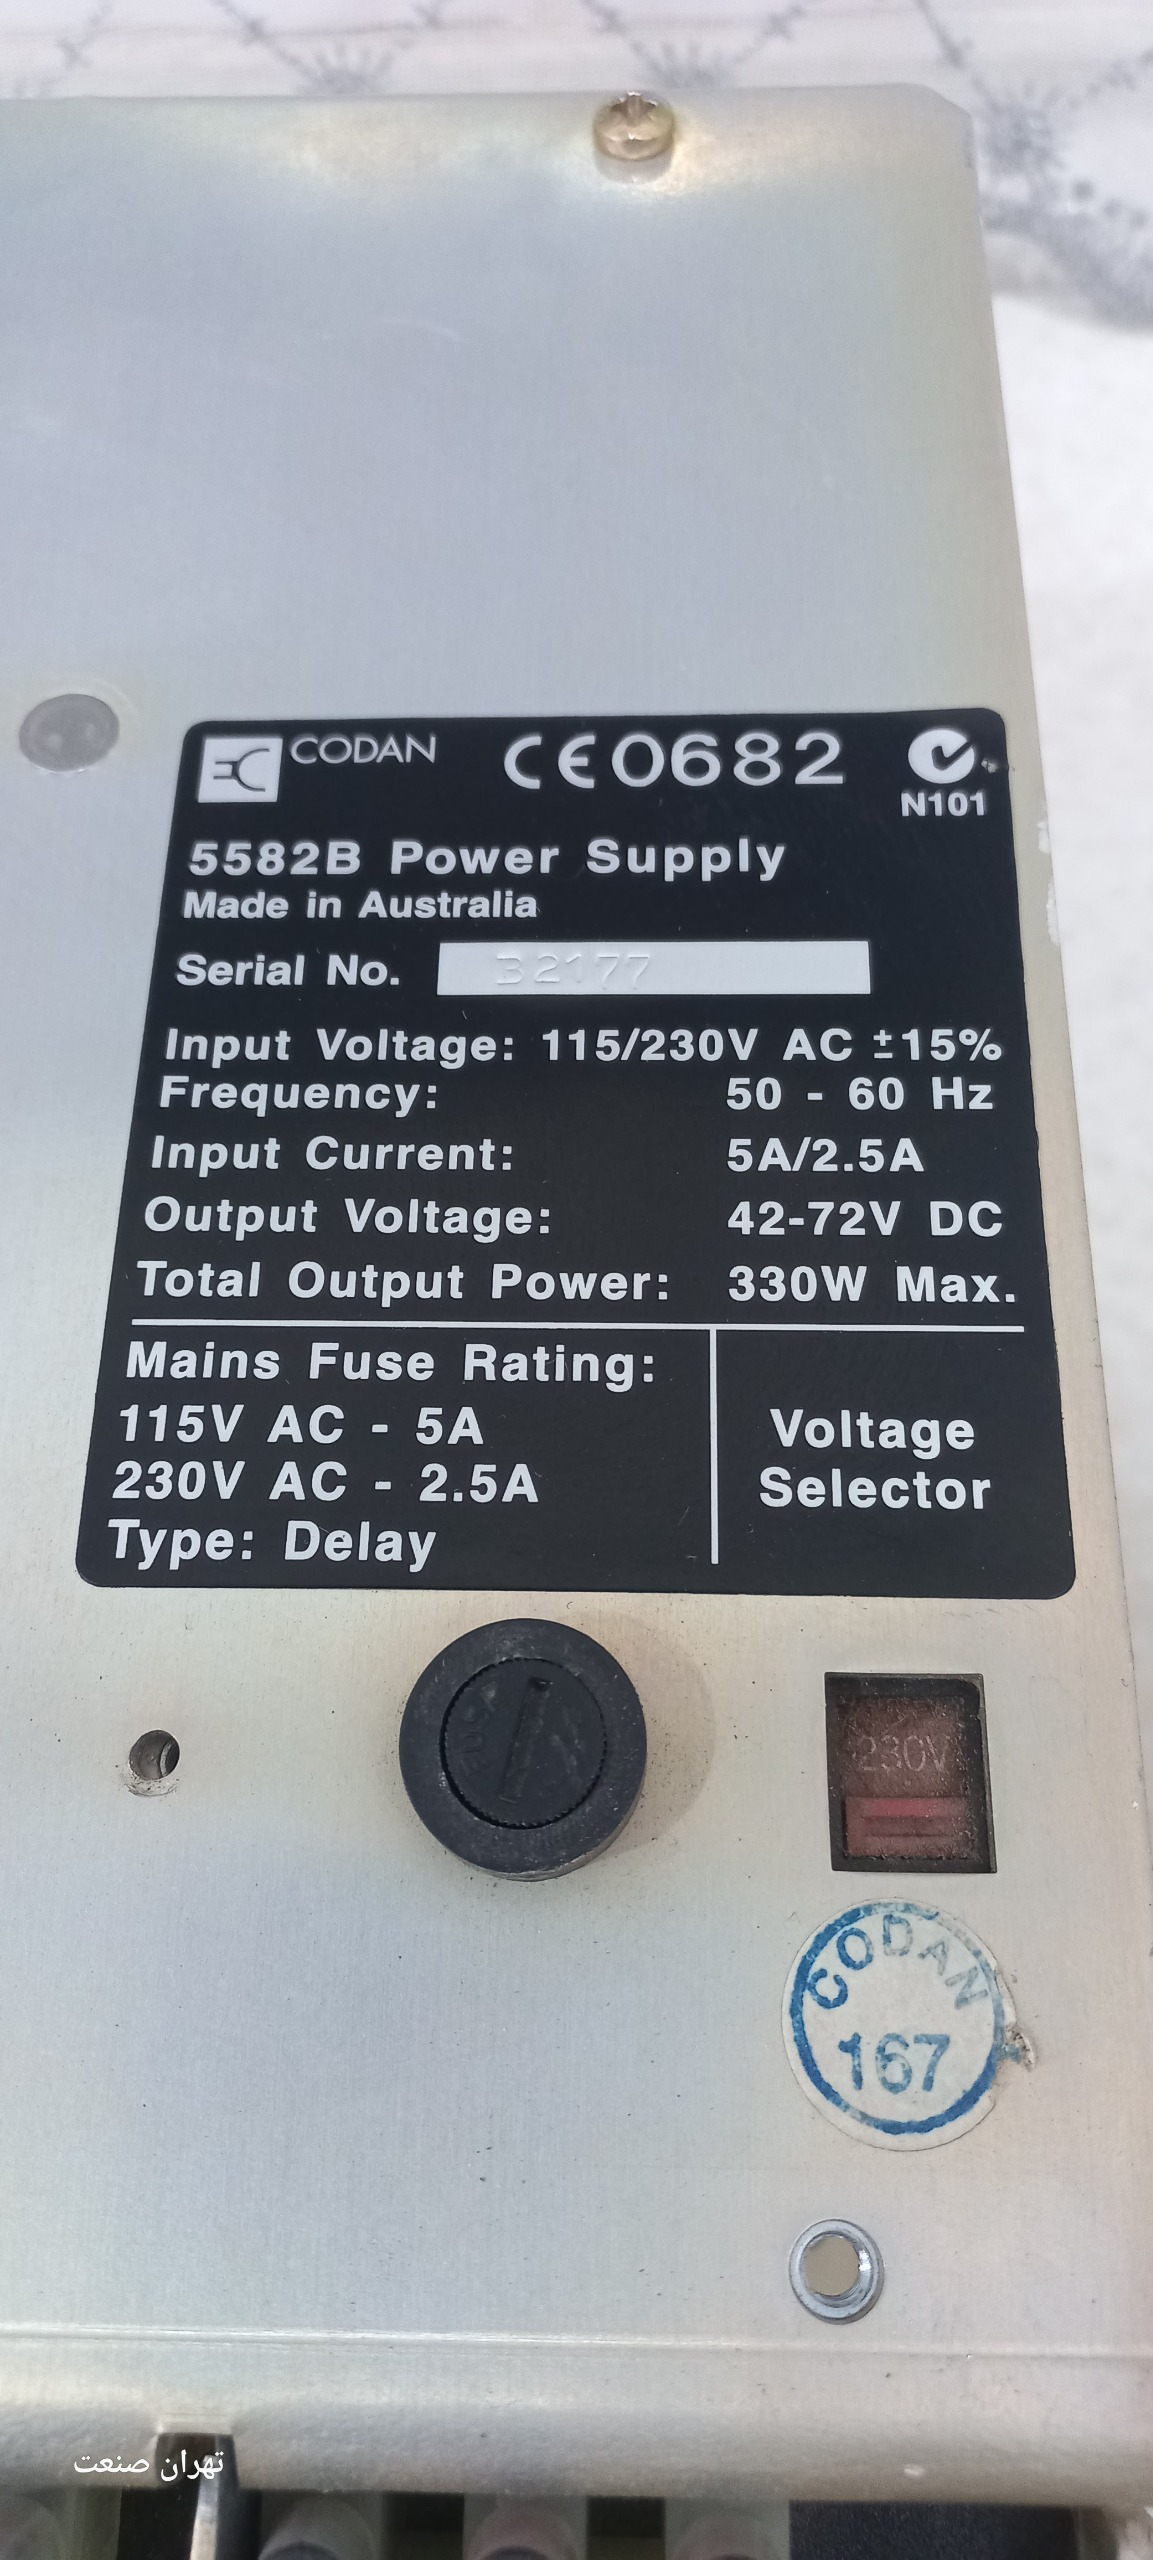 CODAN CE0682
N101
5582B Power Supply
Made in Australia
Serial No. 32177
Input Voltage: 115/230V AC ±15%
Frequency: 50 - 60 Hz
Input Current: 5A/2.5A
Output Voltage: 42-72V DC
Total Output Power: 330W Max.
Mains Fuse Rating:
115V AC - 5A
230V AC - 2.5A
Type: Delay
Voltage
Selector
230V
CODAN
167
تهران صنعت